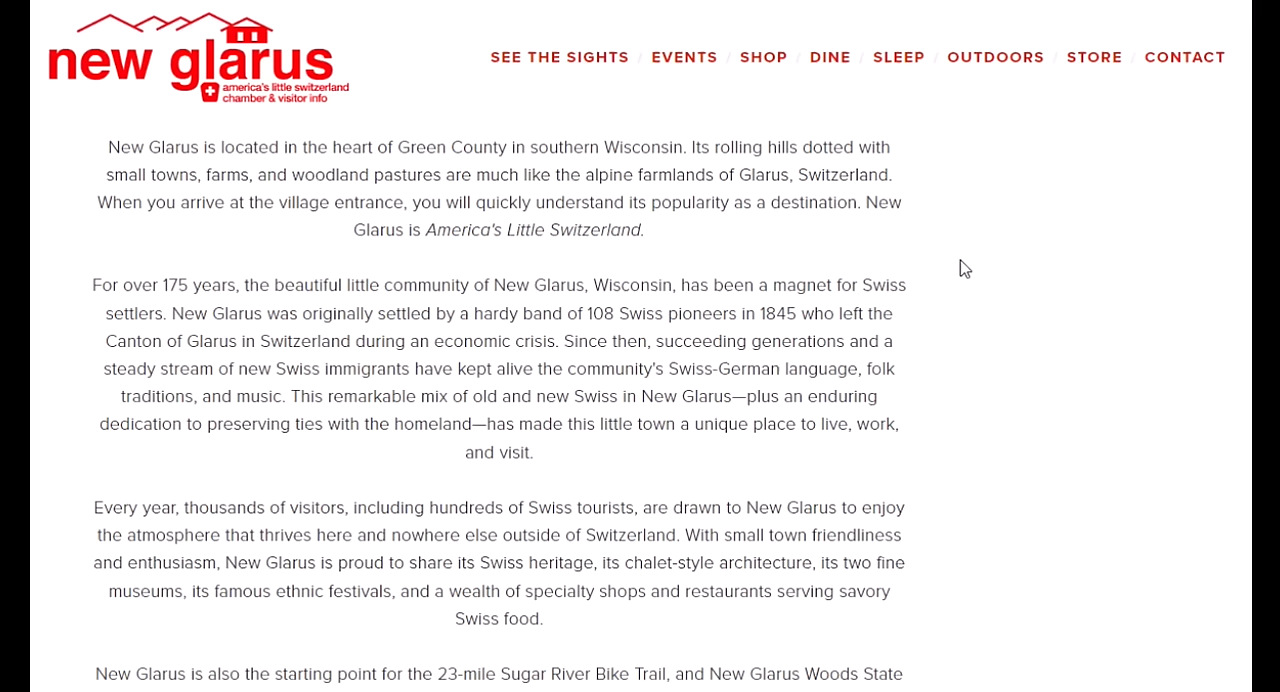 new glarus
america's little switzerland
chamber & visitor info
SEE THE SIGHTS / EVENTS / SHOP / DINE / SLEEP / OUTDOORS / STORE / CONTACT
New Glarus is located in the heart of Green County in southern Wisconsin. Its rolling hills dotted with
small towns, farms, and woodland pastures are much like the alpine farmlands of Glarus, Switzerland.
When you arrive at the village entrance, you will quickly understand its popularity as a destination. New
Glarus is America's Little Switzerland.
For over 175 years, the beautiful little community of New Glarus, Wisconsin, has been a magnet for Swiss
settlers. New Glarus was originally settled by a hardy band of 108 Swiss pioneers in 1845 who left the
Canton of Glarus in Switzerland during an economic crisis. Since then, succeeding generations and a
steady stream of new Swiss immigrants have kept alive the community's Swiss-German language, folk
traditions, and music. This remarkable mix of old and new Swiss in New Glarus—plus an enduring
dedication to preserving ties with the homeland—has made this little town a unique place to live, work,
and visit.
Every year, thousands of visitors, including hundreds of Swiss tourists, are drawn to New Glarus to enjoy
the atmosphere that thrives here and nowhere else outside of Switzerland. With small town friendliness
and enthusiasm, New Glarus is proud to share its Swiss heritage, its chalet-style architecture, its two fine
museums, its famous ethnic festivals, and a wealth of specialty shops and restaurants serving savory
Swiss food.
New Glarus is also the starting point for the 23-mile Sugar River Bike Trail, and New Glarus Woods State